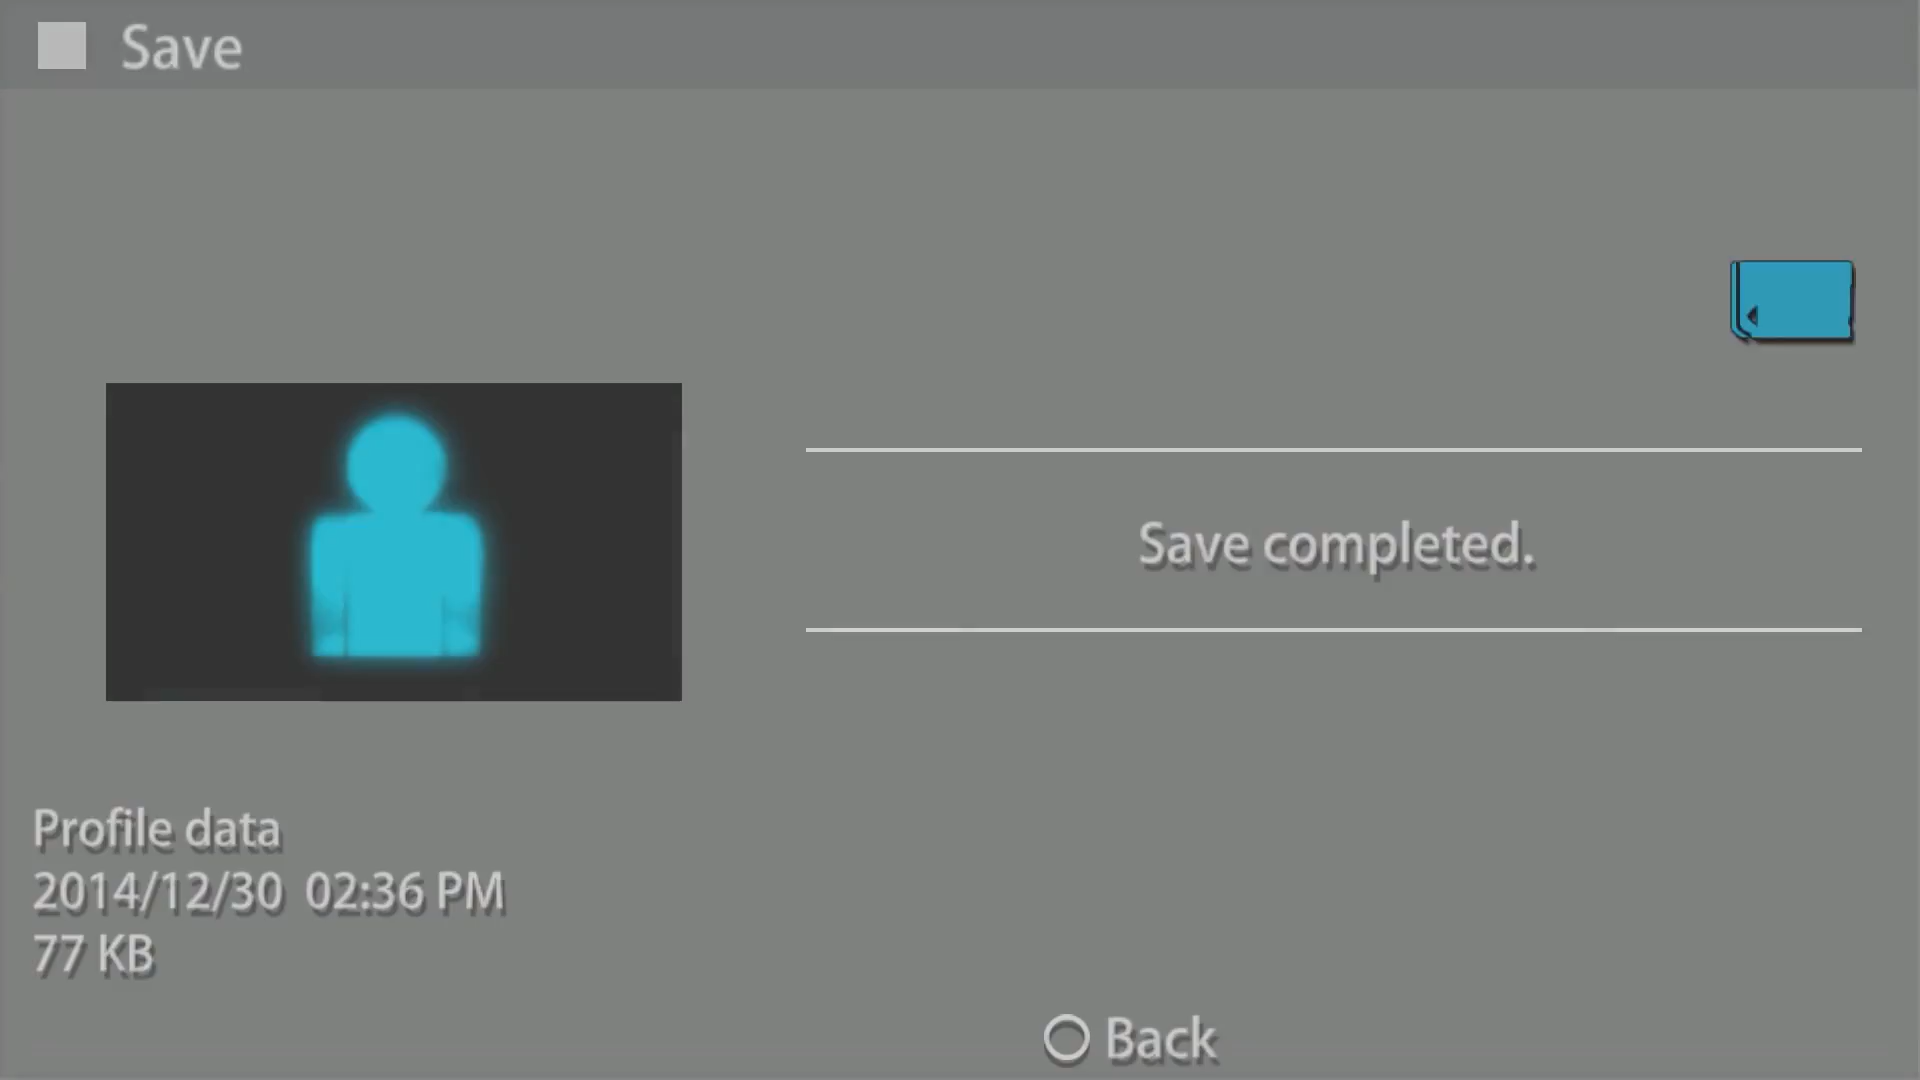 Save
Save completed.
Profile data
2014/12/30 02:36 PM
77 KB
Back